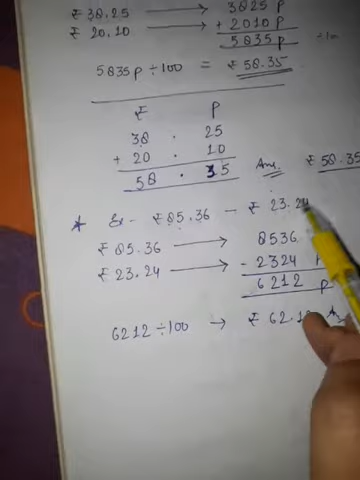 ₹ 38.25 ⟶ 3825 p
₹ 20.10 ⟶ + 2010 p
5835 p
5835 p ÷ 100 = ₹ 58.35
₹ P
38 . 25
+ 20 . 10
58 . 35 Ans. ₹ 58.35
Ex - ₹ 85.36 - ₹ 23.24
₹ 85.36 ⟶ 8536
₹ 23.24 ⟶ - 2324 P
6212 P
6212 ÷ 100 → ₹ 62.1